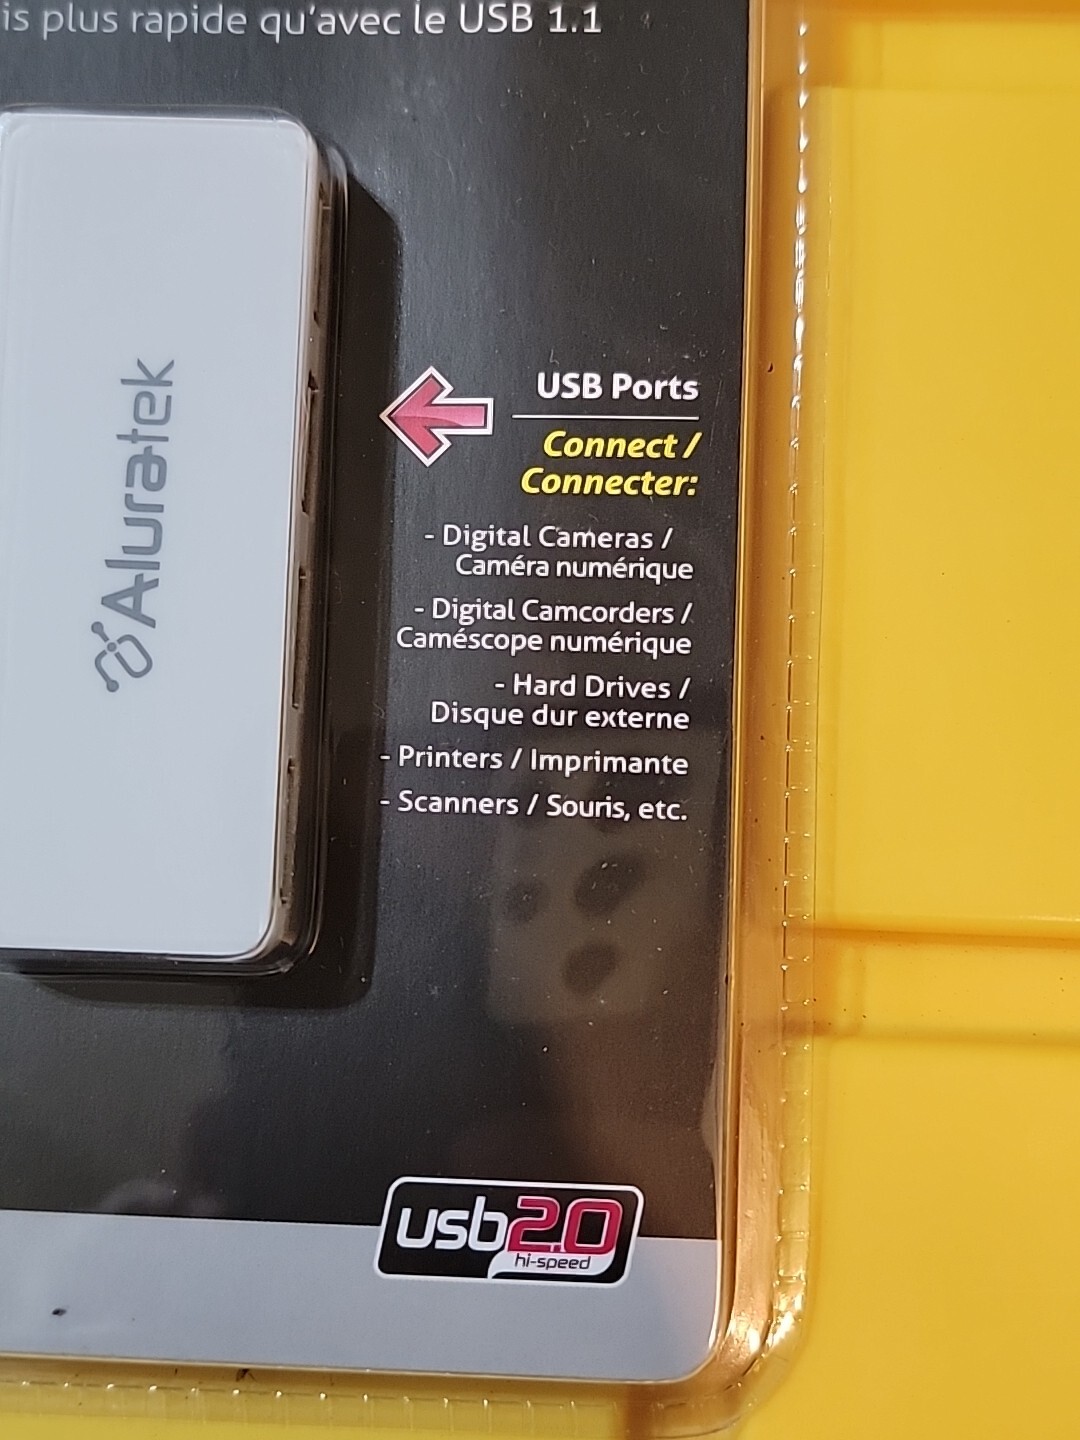 is plus rapide qu'avec le USB 1.1
Aluratek
USB Ports
Connect /
Connecter:
- Digital Cameras /
Caméra numérique
- Digital Camcorders /
Caméscope numérique
- Hard Drives /
Disque dur externe
- Printers / Imprimante
- Scanners / Souris, etc.
usb2.0
hi-speed